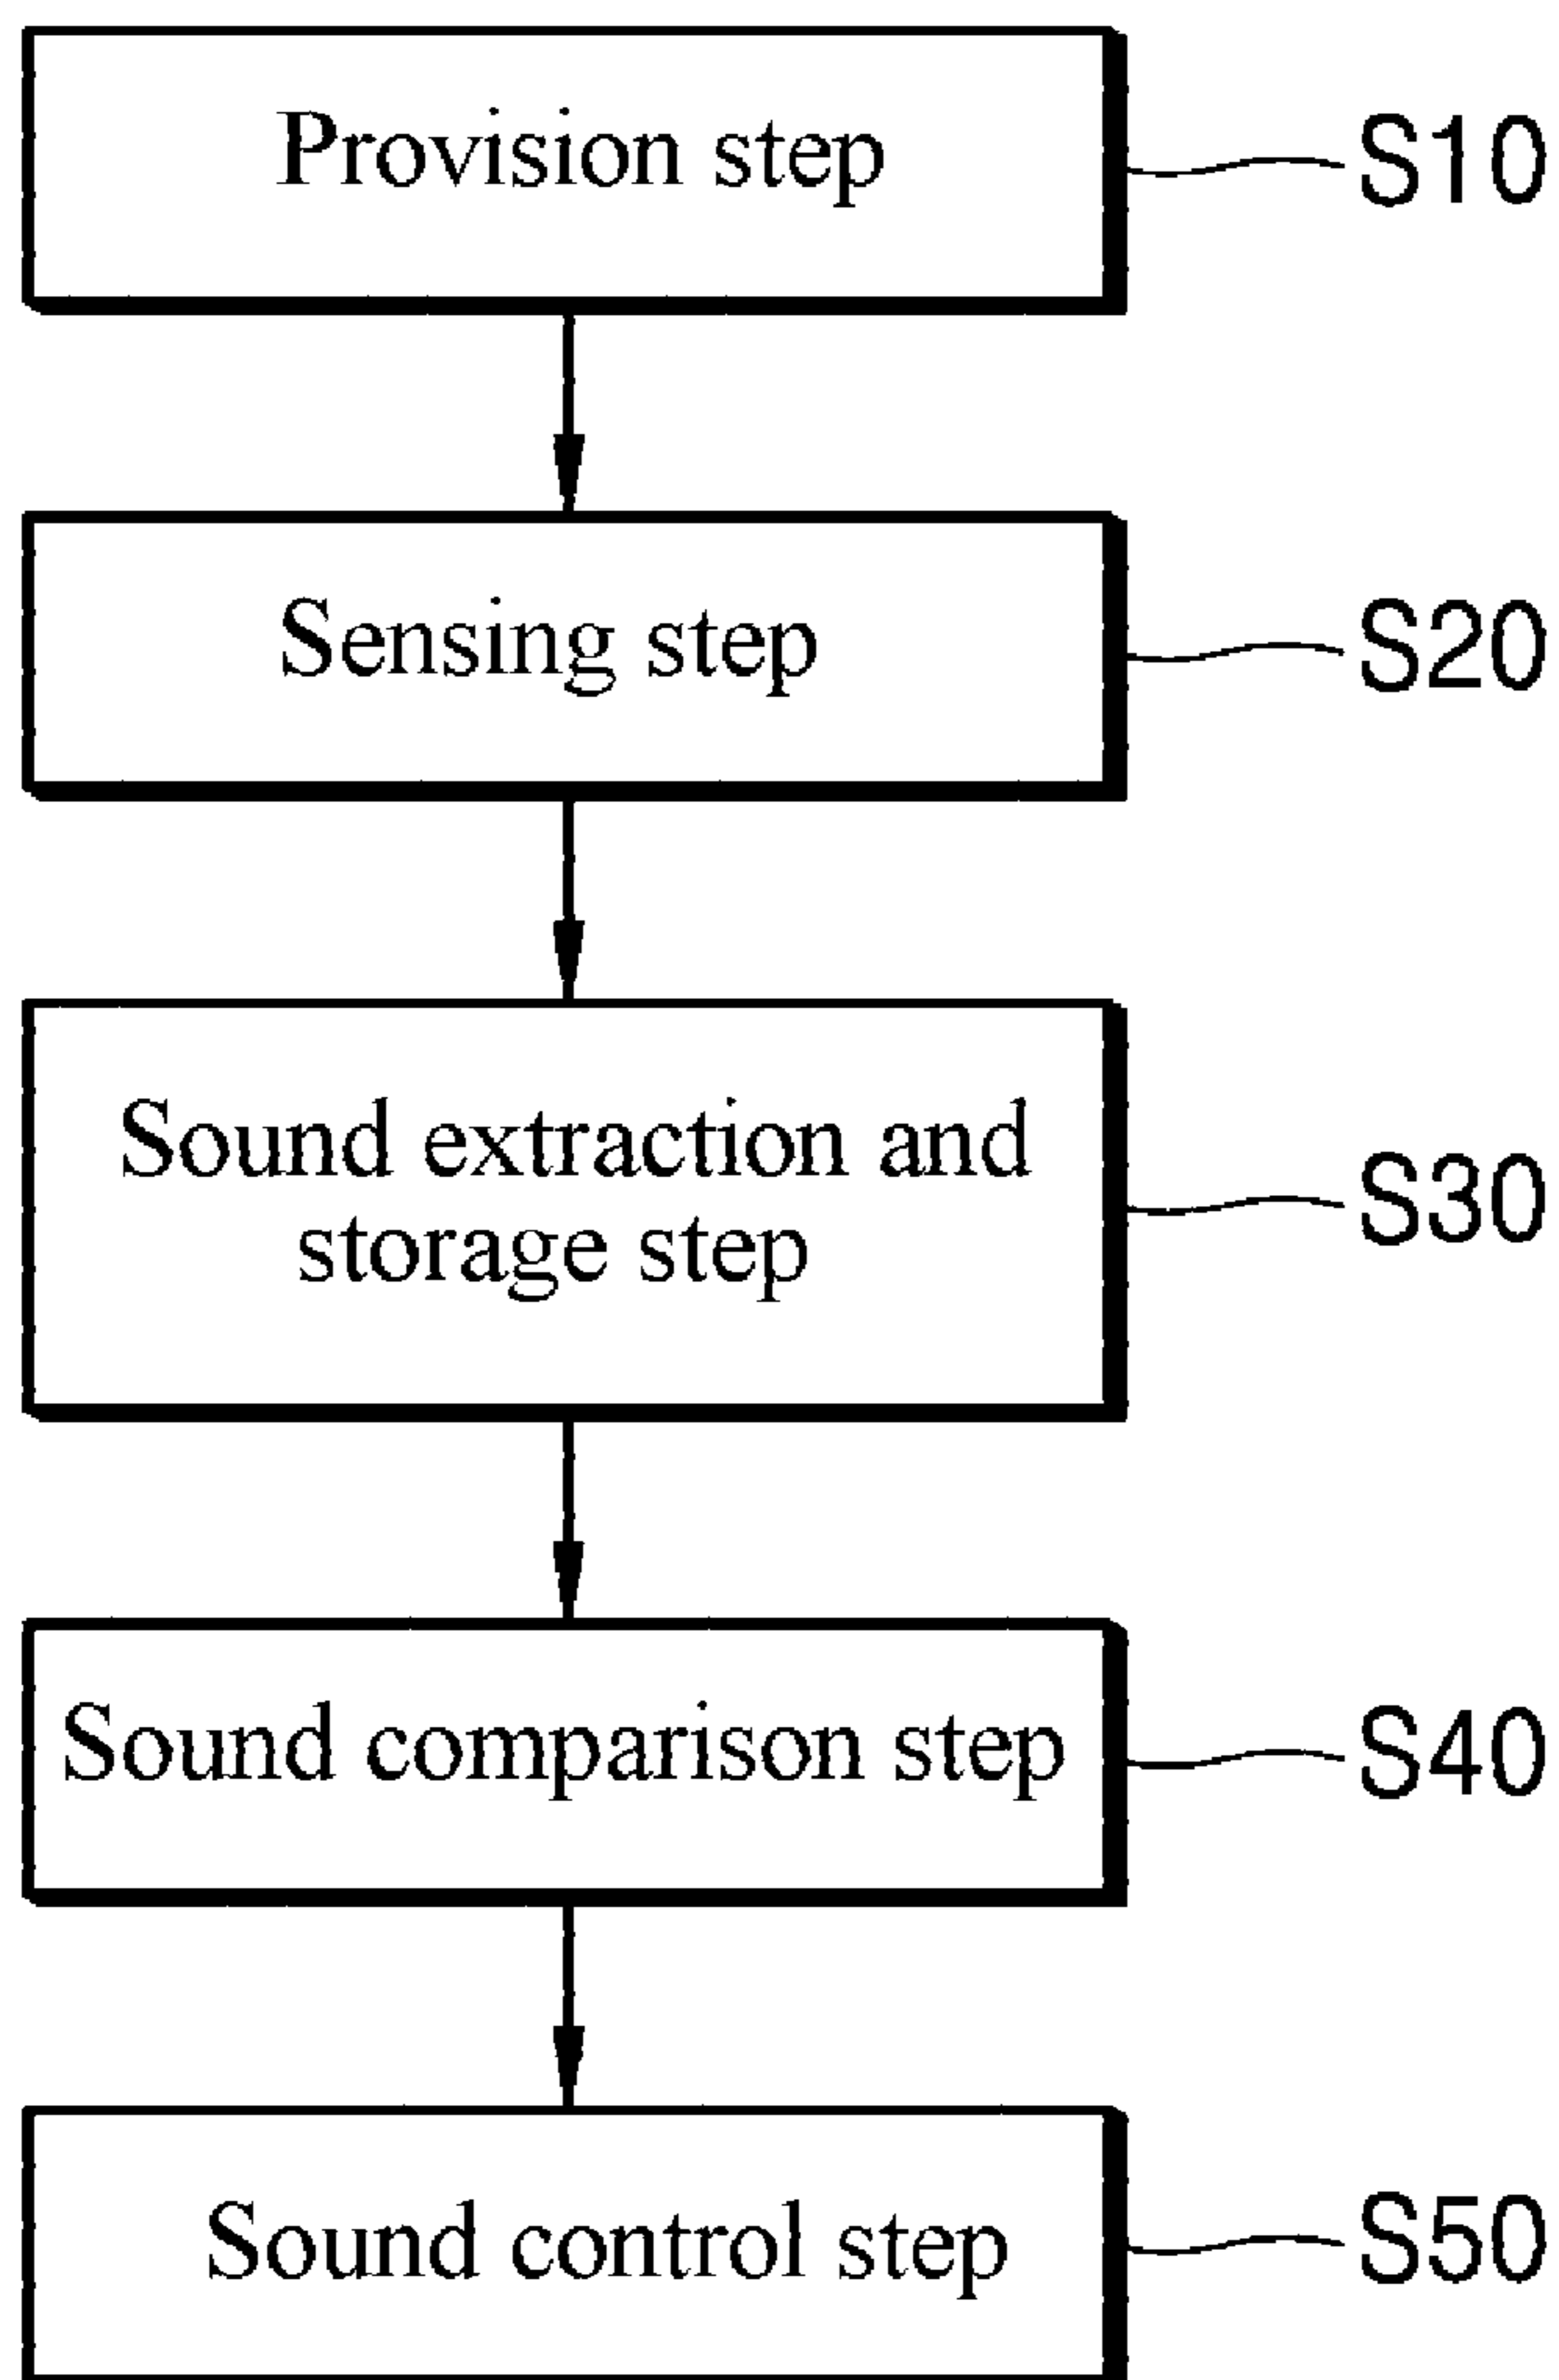 Provision step
S10
Sensing step
S20
Sound extraction and
storage step
S30
Sound comparison step
S40
Sound control step
S50